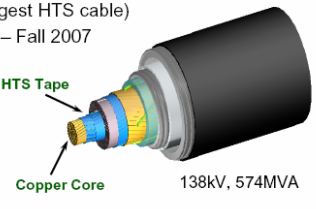 gest HTS cable)
– Fall 2007
HTS Tape
Copper Core
138kV, 574MVA